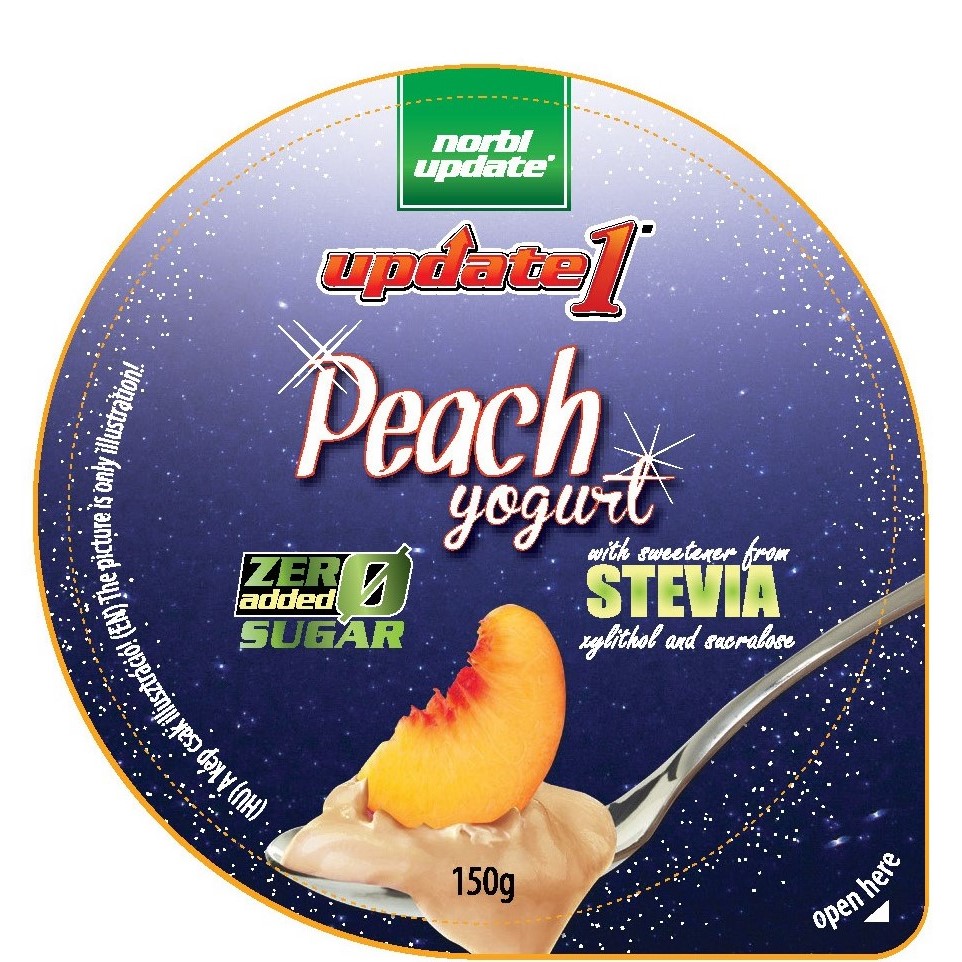 norbI
update
update1
Peach
yogurt
ZERO
added
SUGAR
with sweetener from
STEVIA
xylithol and sucralose
(HU) A kép csak illusztráció! (EN) The picture is only illustration!
150g
open here